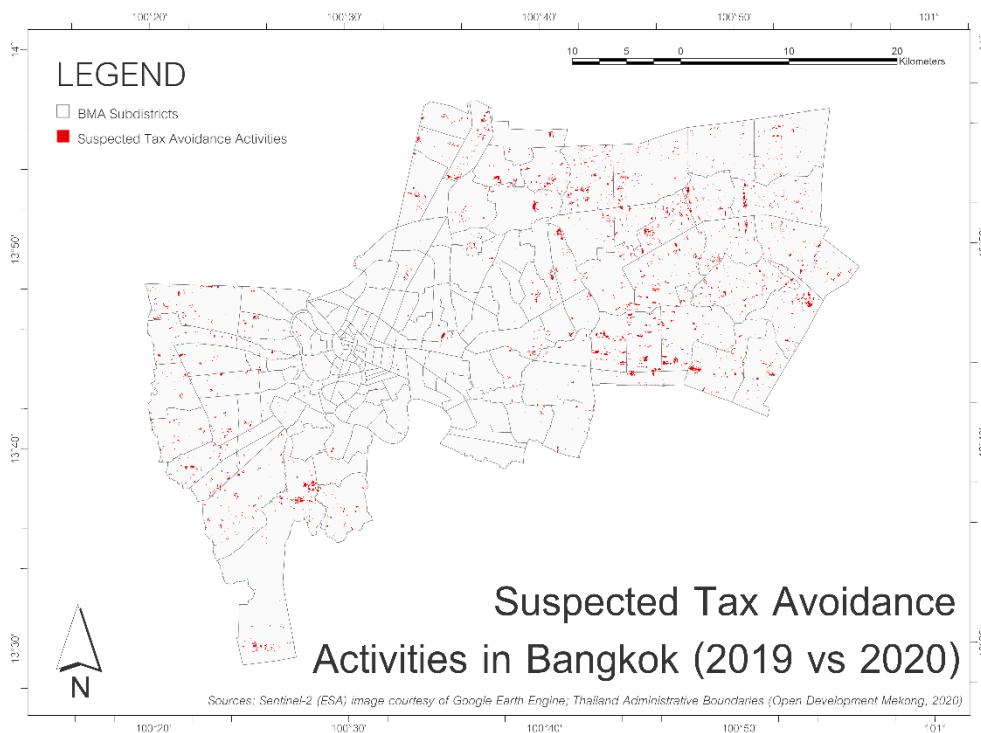 100°20' 100°30' 100°40' 100°50' 101°
14°
LEGEND
BMA Subdistricts
Suspected Tax Avoidance Activities
10 5 0 10 20
Kilometers
13°50'
13°40'
13°30'
N
Suspected Tax Avoidance
Activities in Bangkok (2019 vs 2020)
Sources: Sentinel-2 (ESA) image courtesy of Google Earth Engine; Thailand Administrative Boundaries (Open Development Mekong, 2020)
100°20' 100°30' 100°40' 100°50' 101°